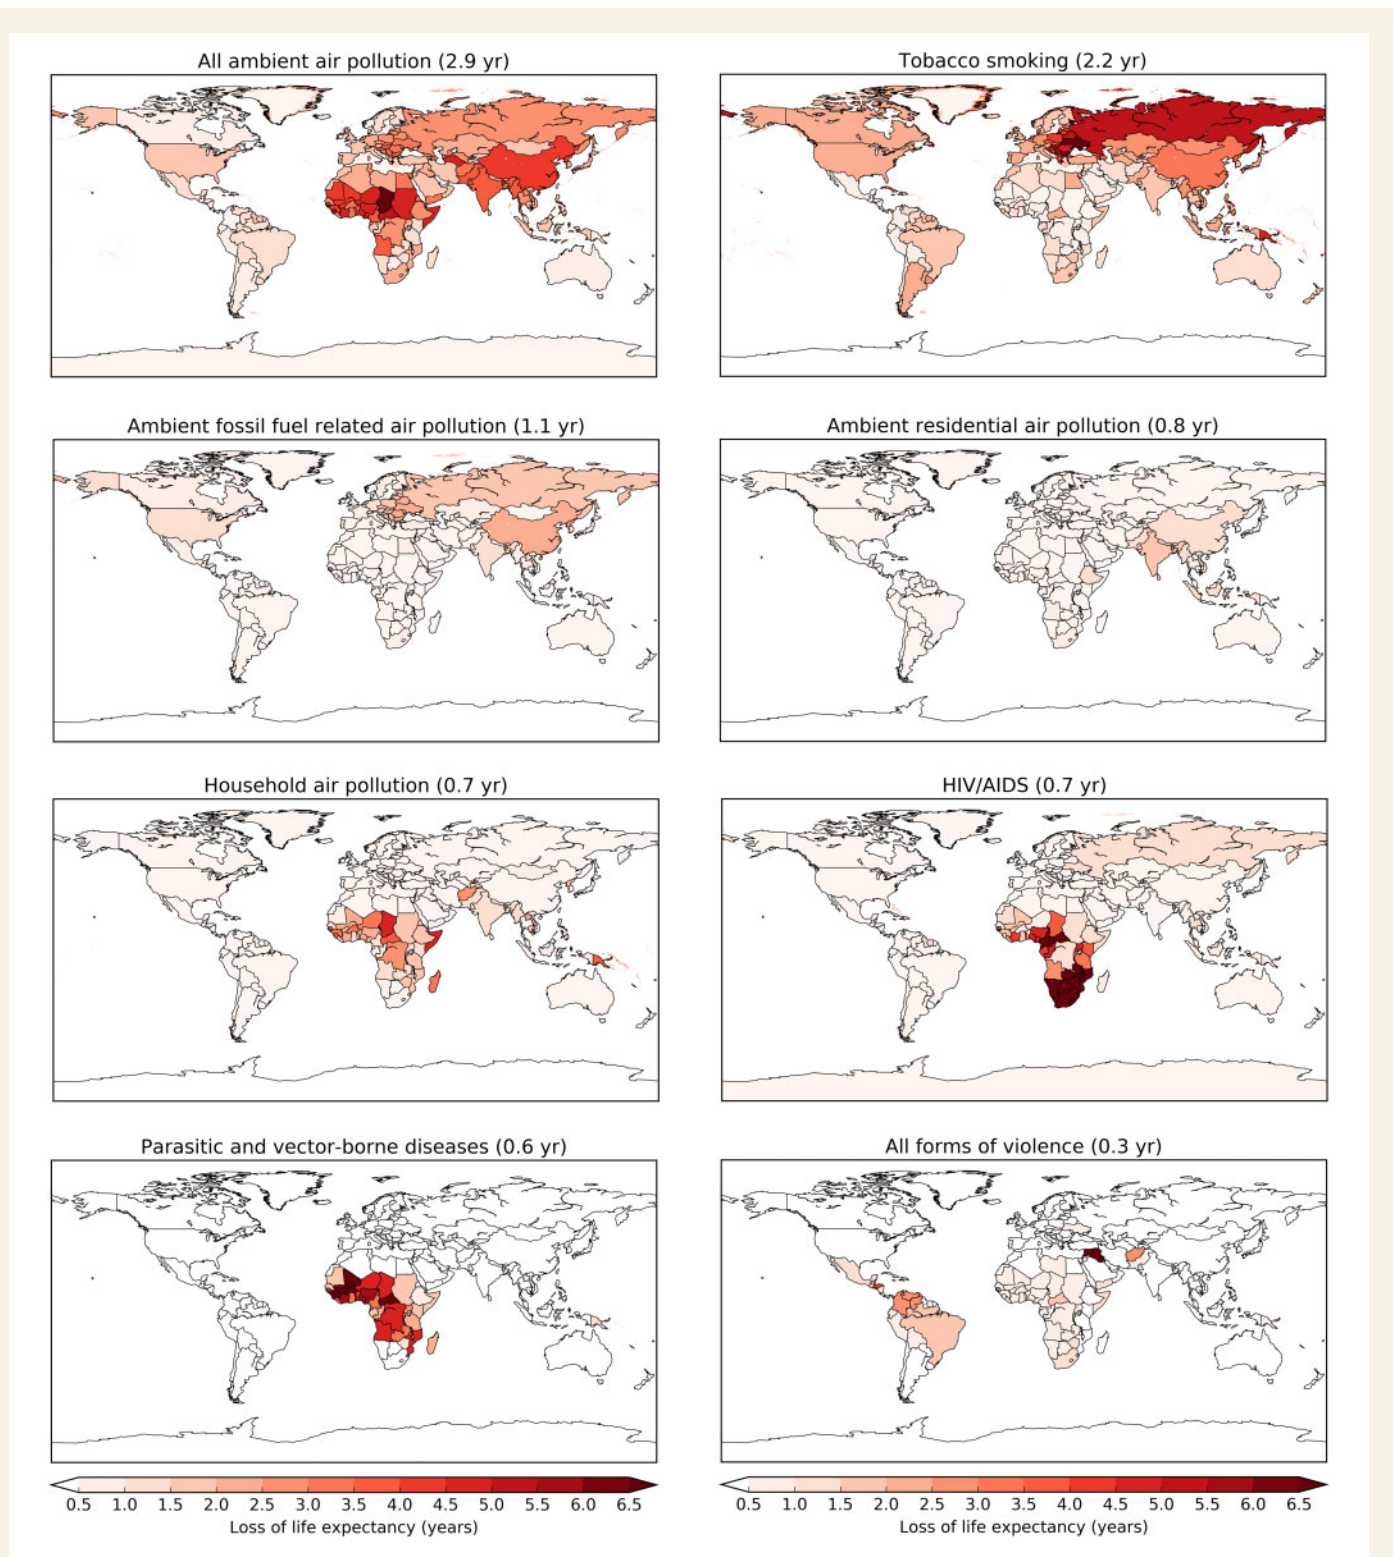 All ambient air pollution (2.9 yr)
Tobacco smoking (2.2 yr)
Ambient fossil fuel related air pollution (1.1 yr)
Ambient residential air pollution (0.8 yr)
Household air pollution (0.7 yr)
HIV/AIDS (0.7 yr)
Parasitic and vector-borne diseases (0.6 yr)
All forms of violence (0.3 yr)
0.5 1.0 1.5 2.0 2.5 3.0 3.5 4.0 4.5 5.0 5.5 6.0 6.5
Loss of life expectancy (years)
0.5 1.0 1.5 2.0 2.5 3.0 3.5 4.0 4.5 5.0 5.5 6.0 6.5
Loss of life expectancy (years)